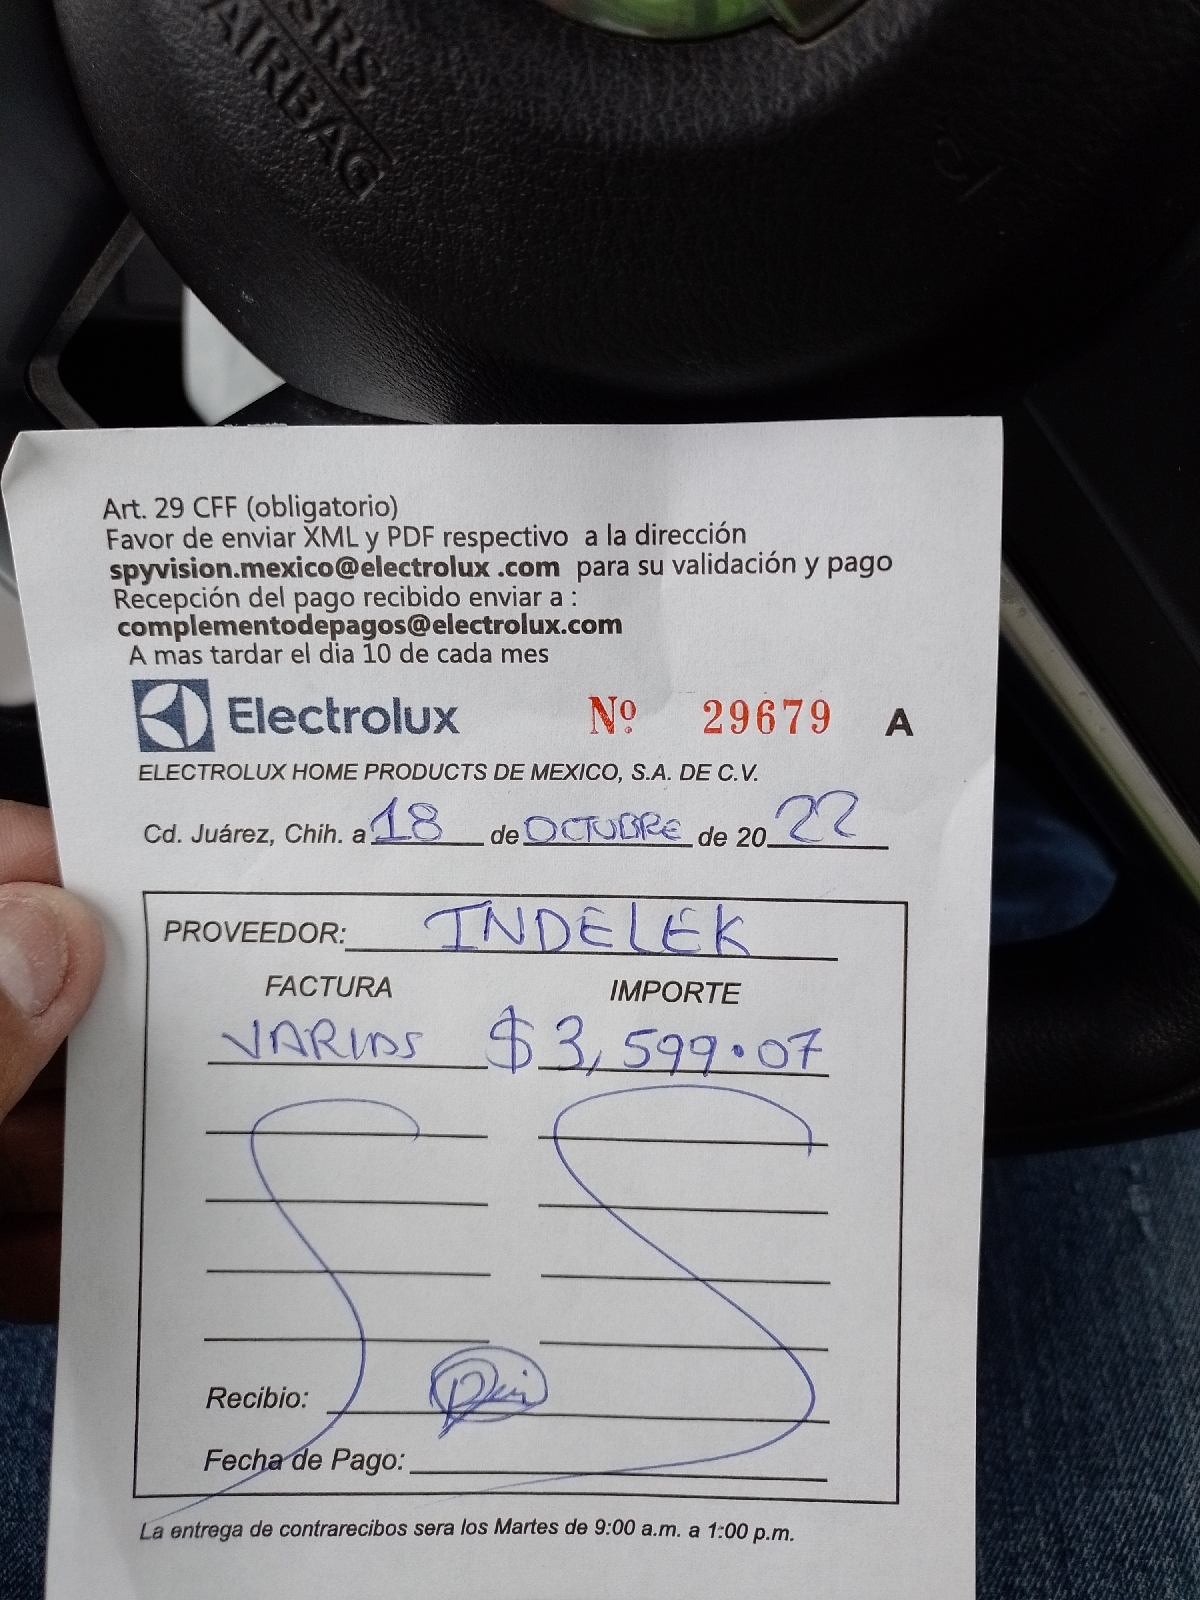 SRS
AIRBAG
Art. 29 CFF (obligatorio)
Favor de enviar XML y PDF respectivo a la dirección
spyvision.mexico@electrolux .com para su validación y pago
Recepción del pago recibido enviar a :
complementodepagos@electrolux.com
A mas tardar el dia 10 de cada mes
Electrolux Nº 29679 A
ELECTROLUX HOME PRODUCTS DE MEXICO, S.A. DE C.V.
Cd. Juárez, Chih. a 18 de OCTUBRE de 20 22
PROVEEDOR: INDELEK
FACTURA IMPORTE
VARIAS $ 3,599.07
Recibio:
Fecha de Pago:
La entrega de contrarecibos sera los Martes de 9:00 a.m. a 1:00 p.m.